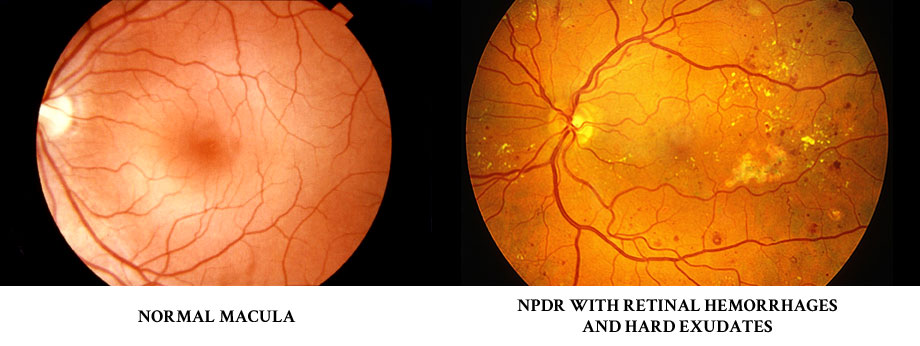 NORMAL MACULA
NPDR WITH RETINAL HEMORRHAGES
AND HARD EXUDATES